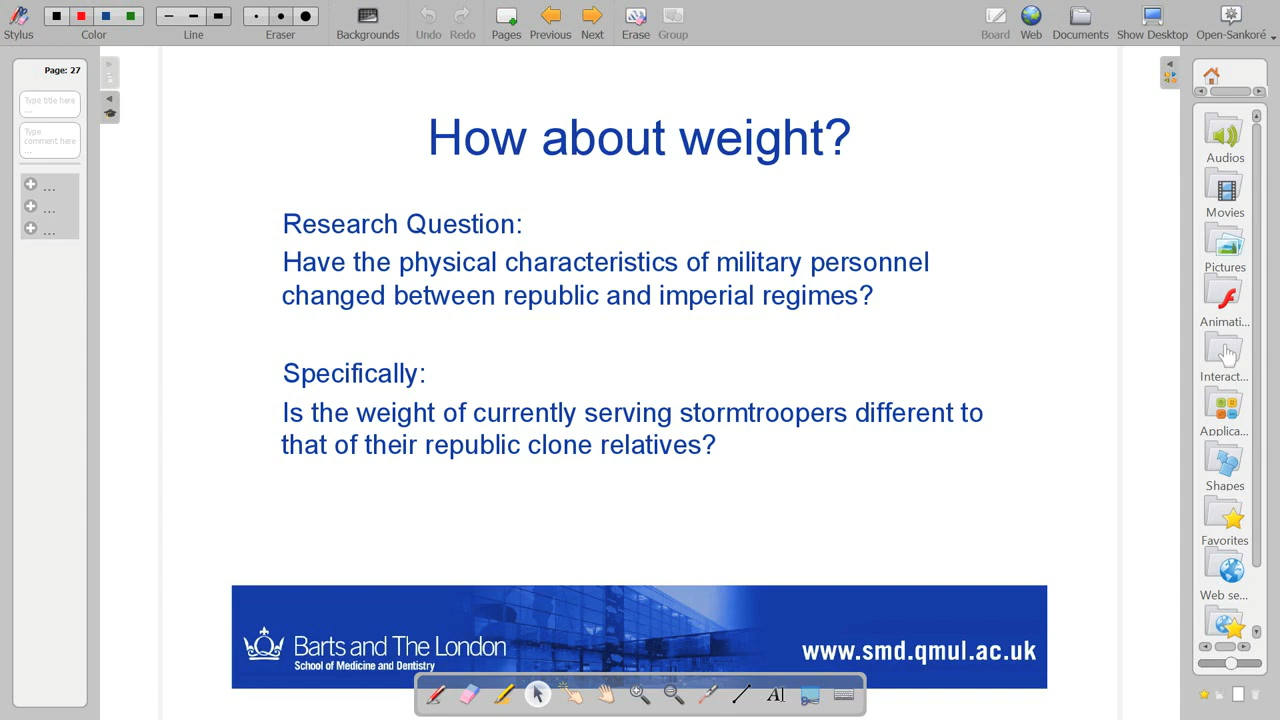 Stylus
Color
Line
Eraser
Backgrounds
Undo
Redo
Pages
Previous
Next
Erase
Group
Board
Web
Documents
Show Desktop
Open-Sankoré
Page: 27
Type title here
...
Type
comment here
...
...
...
...
How about weight?
Research Question:
Have the physical characteristics of military personnel
changed between republic and imperial regimes?
Specifically:
Is the weight of currently serving stormtroopers different to
that of their republic clone relatives?
Barts and The London
School of Medicine and Dentistry
www.smd.qmul.ac.uk
AI
Audios
Movies
Pictures
Animati...
Interact...
Applica...
Shapes
Favorites
Web se...